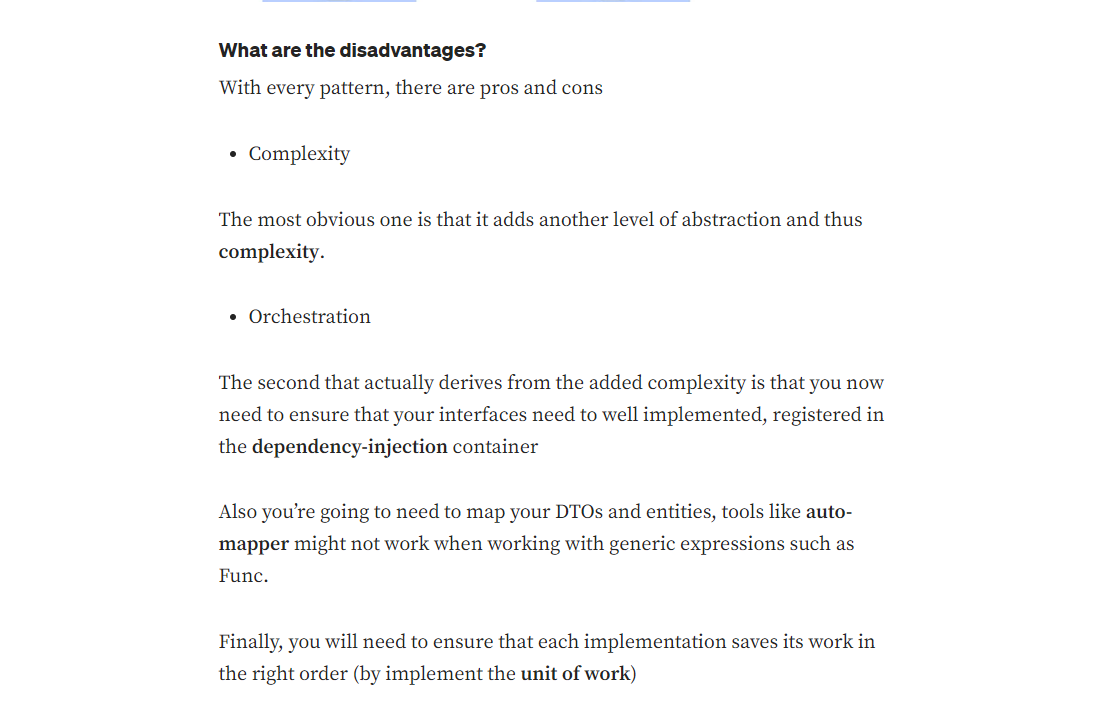 What are the disadvantages?
With every pattern, there are pros and cons
• Complexity
The most obvious one is that it adds another level of abstraction and thus
complexity.
• Orchestration
The second that actually derives from the added complexity is that you now
need to ensure that your interfaces need to well implemented, registered in
the dependency-injection container
Also you’re going to need to map your DTOs and entities, tools like auto-
mapper might not work when working with generic expressions such as
Func.
Finally, you will need to ensure that each implementation saves its work in
the right order (by implement the unit of work)